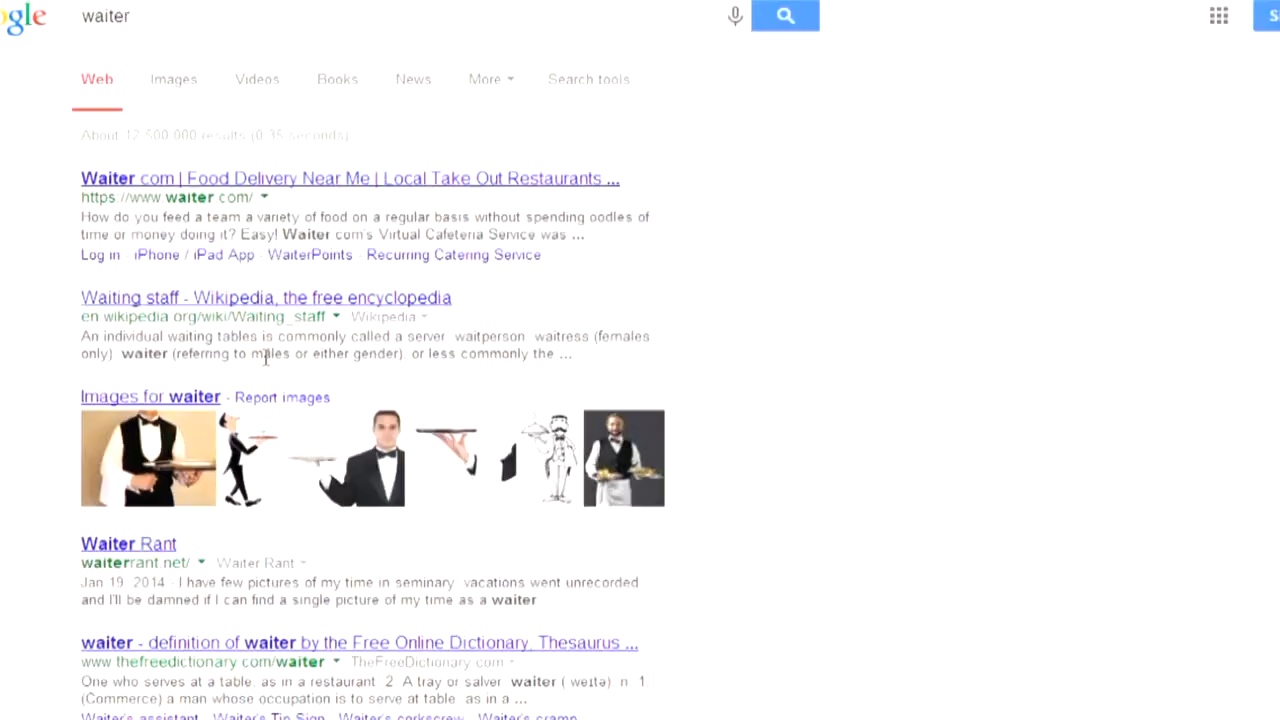 ogle waiter
Web Images Videos Books News More Search tools
About 12,500,000 results (0.35 seconds)
Waiter.com | Food Delivery Near Me | Local Take Out Restaurants ...
https://www.waiter.com/
How do you feed a team a variety of food on a regular basis without spending oodles of
time or money doing it? Easy! Waiter.com's Virtual Cafeteria Service was ...
Log in · iPhone / iPad App · WaiterPoints · Recurring Catering Service
Waiting staff - Wikipedia, the free encyclopedia
en.wikipedia.org/wiki/Waiting_staff Wikipedia
An individual waiting tables is commonly called a server, waitperson, waitress (females
only), waiter (referring to males or either gender), or less commonly the ...
Images for waiter - Report images
Waiter Rant
waiterrant.net/ Waiter Rant
Jan 19, 2014 - I have few pictures of my time in seminary, vacations went unrecorded
and I'll be damned if I can find a single picture of my time as a waiter
waiter - definition of waiter by the Free Online Dictionary, Thesaurus ...
www.thefreedictionary.com/waiter TheFreeDictionary.com
One who serves at a table, as in a restaurant. 2. A tray or salver. waiter (ˈweɪtə) n. 1.
(Commerce) a man whose occupation is to serve at table, as in a ...
Waiter's assistant · Waiter's Tip Sign · Waiter's corkscrew · Waiter's cramp